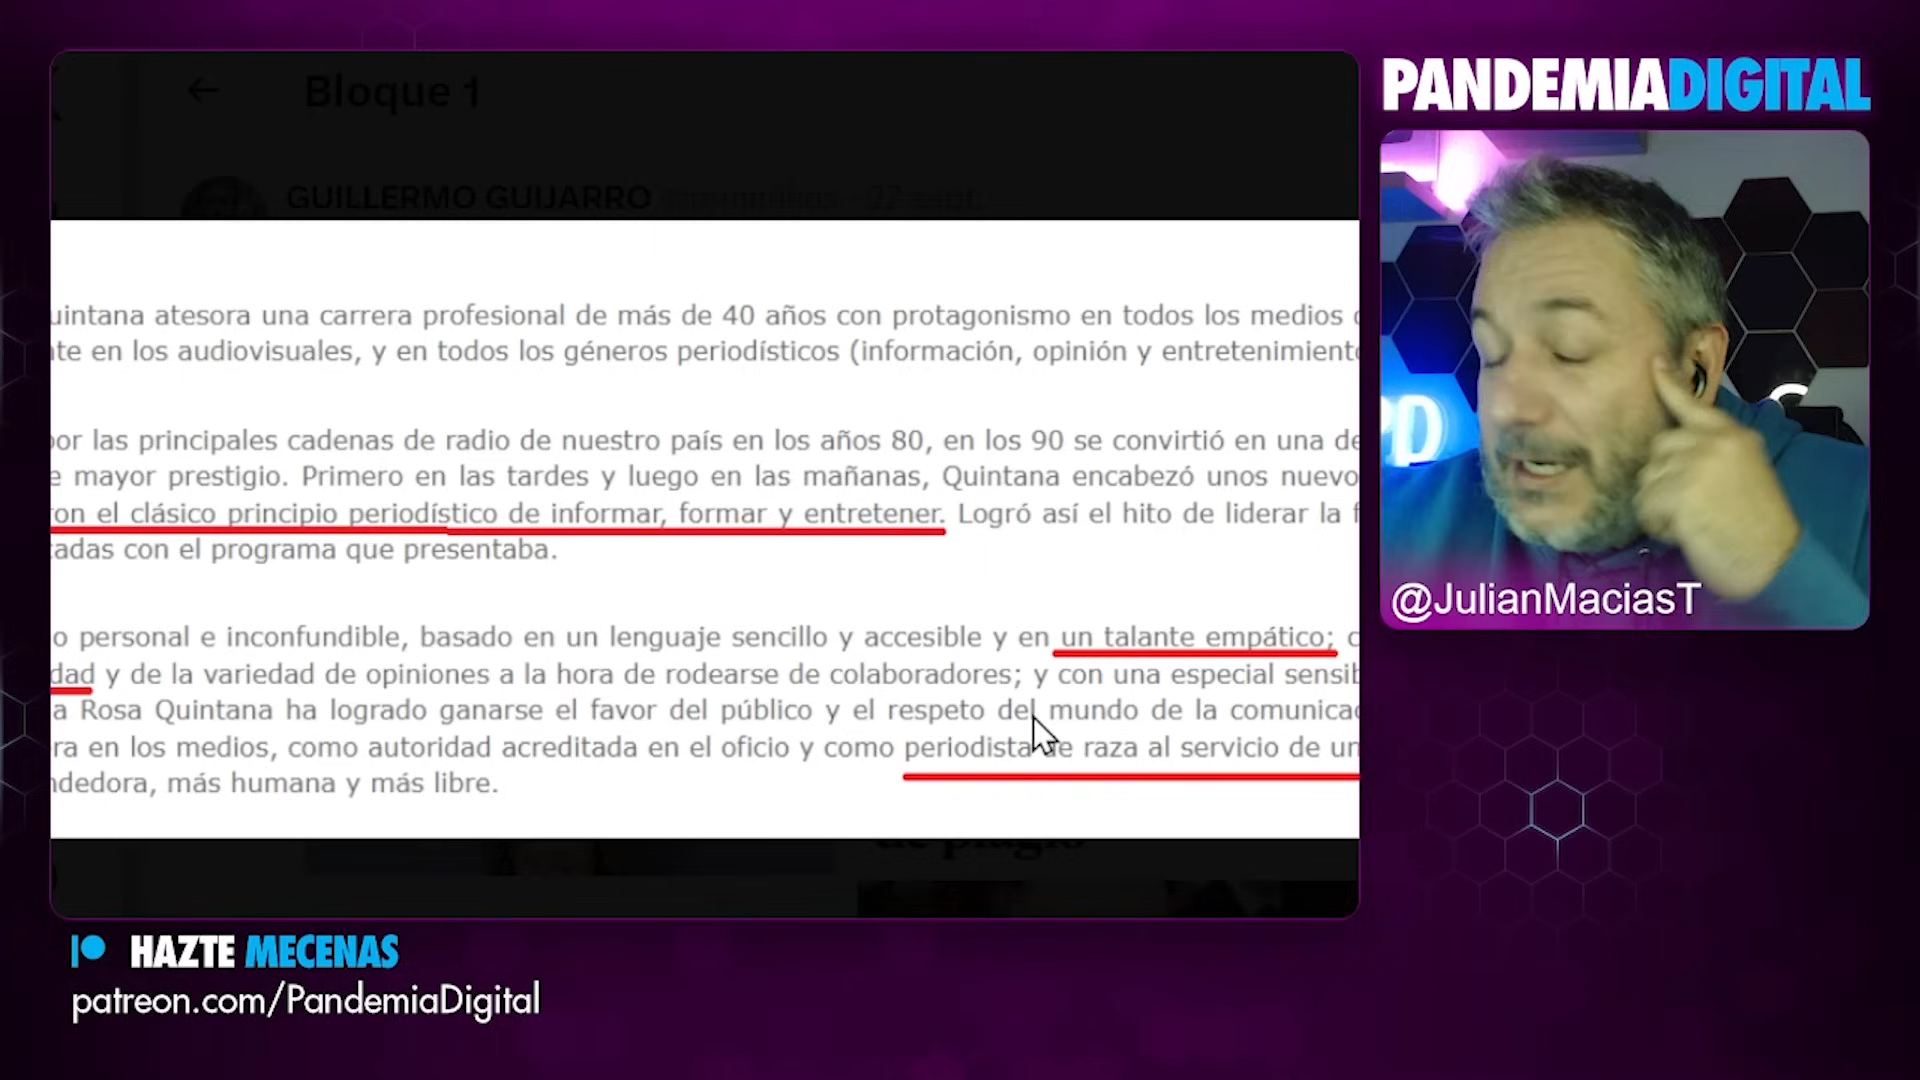 PANDEMIADIGITAL
Bloque 1
GUILLERMO GUIJARRO
uintana atesora una carrera profesional de más de 40 años con protagonismo en todos los medios
te en los audiovisuales, y en todos los géneros periodísticos (información, opinión y entretenimiento
por las principales cadenas de radio de nuestro país en los años 80, en los 90 se convirtió en una de
e mayor prestigio. Primero en las tardes y luego en las mañanas, Quintana encabezó unos nuevo
ron el clásico principio periodístico de informar, formar y entretener. Logró así el hito de liderar la f
cadas con el programa que presentaba.
o personal e inconfundible, basado en un lenguaje sencillo y accesible y en un talante empático; c
dad y de la variedad de opiniones a la hora de rodearse de colaboradores; y con una especial sensib
a Rosa Quintana ha logrado ganarse el favor del público y el respeto del mundo de la comunicac
ra en los medios, como autoridad acreditada en el oficio y como periodista de raza al servicio de un
ndedora, más humana y más libre.
de plagio
PD
@JulianMaciasT
HAZTE MECENAS
patreon.com/PandemiaDigital